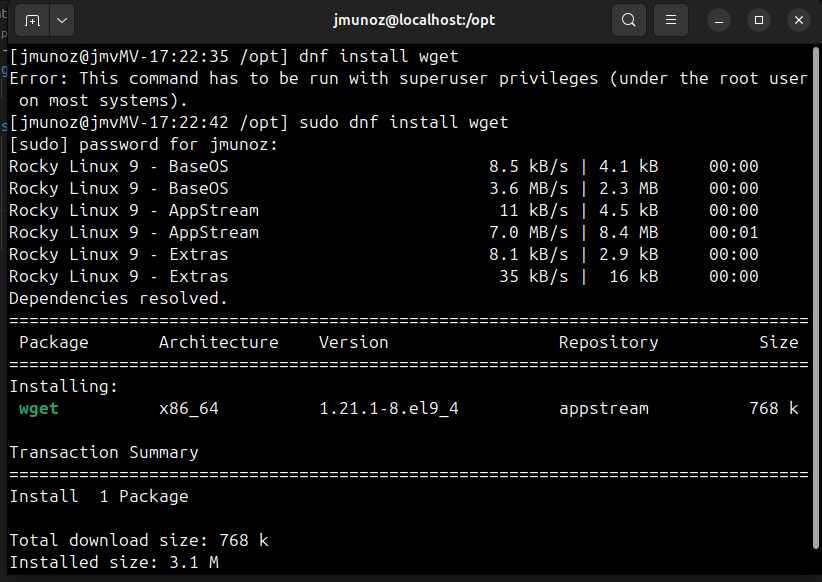 jmunoz@localhost:/opt
[jmunoz@jmvMV-17:22:35 /opt] dnf install wget
Error: This command has to be run with superuser privileges (under the root user
 on most systems).
[jmunoz@jmvMV-17:22:42 /opt] sudo dnf install wget
[sudo] password for jmunoz:
Rocky Linux 9 - BaseOS                          8.5 kB/s | 4.1 kB     00:00
Rocky Linux 9 - BaseOS                          3.6 MB/s | 2.3 MB     00:00
Rocky Linux 9 - AppStream                        11 kB/s | 4.5 kB     00:00
Rocky Linux 9 - AppStream                       7.0 MB/s | 8.4 MB     00:01
Rocky Linux 9 - Extras                          8.1 kB/s | 2.9 kB     00:00
Rocky Linux 9 - Extras                           35 kB/s |  16 kB     00:00
Dependencies resolved.
================================================================================
 Package       Architecture    Version                 Repository          Size
================================================================================
Installing:
 wget          x86_64          1.21.1-8.el9_4          appstream          768 k

Transaction Summary
================================================================================
Install  1 Package

Total download size: 768 k
Installed size: 3.1 M